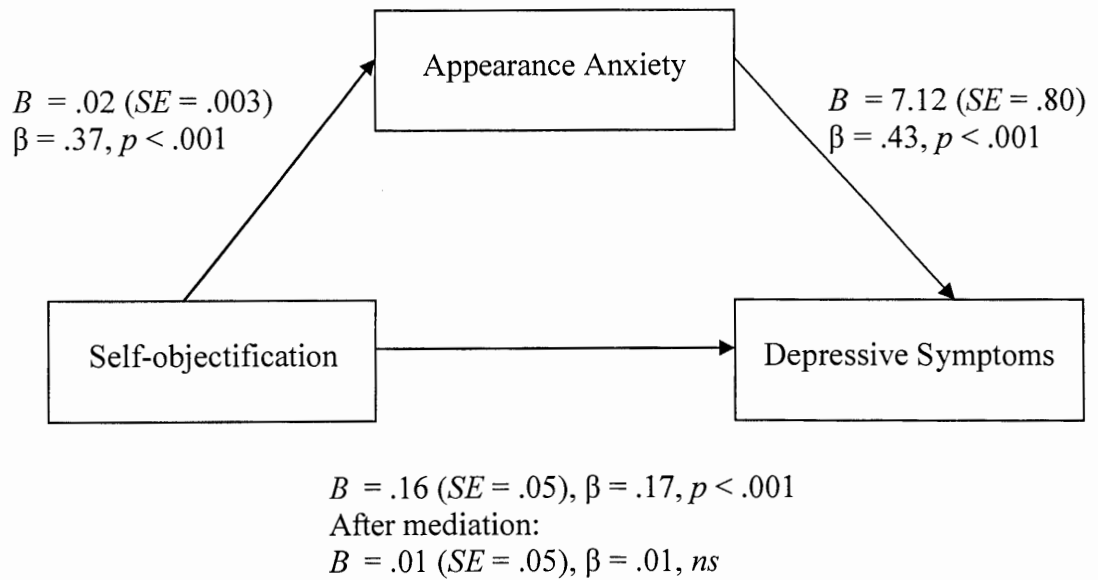 Appearance Anxiety
B = .02 (SE = .003)
β = .37, p < .001
B = 7.12 (SE = .80)
β = .43, p < .001
Self-objectification
Depressive Symptoms
B = .16 (SE = .05), β = .17, p < .001
After mediation:
B = .01 (SE = .05), β = .01, ns